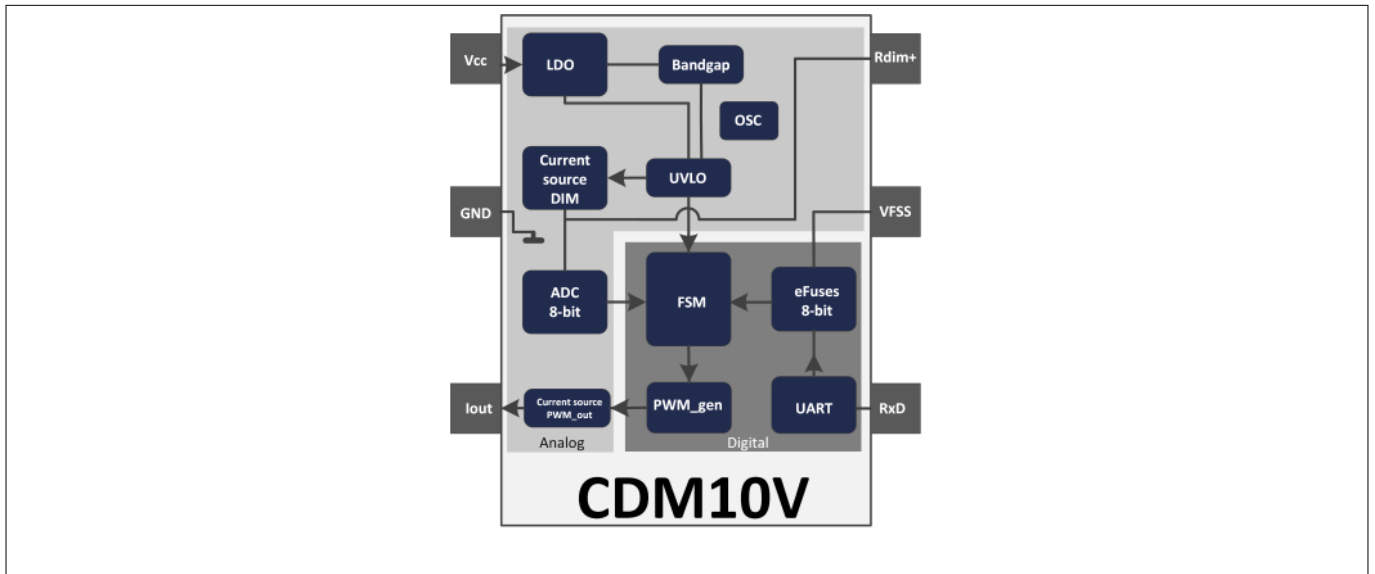 Vcc
LDO
Bandgap
Rdim+
OSC
Current
source
DIM
UVLO
GND
VFSS
ADC
8-bit
FSM
eFuses
8-bit
Iout
Current source
PWM_out
PWM_gen
UART
RxD
Analog
Digital
CDM10V